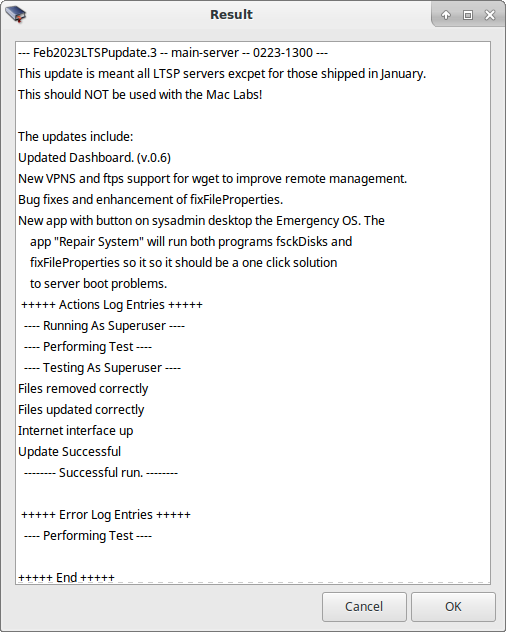 Result
--- Feb2023LTSPupdate.3 -- main-server -- 0223-1300 ---
This update is meant all LTSP servers excpet for those shipped in January.
This should NOT be used with the Mac Labs!
The updates include:
Updated Dashboard. (v.0.6)
New VPNS and ftps support for wget to improve remote management.
Bug fixes and enhancement of fixFileProperties.
New app with button on sysadmin desktop the Emergency OS. The
app "Repair System" will run both programs fsckDisks and
fixFileProperties so it so it should be a one click solution
to server boot problems.
+++++ Actions Log Entries +++++
---- Running As Superuser ----
---- Performing Test ----
---- Testing As Superuser ----
Files removed correctly
Files updated correctly
Internet interface up
Update Successful
-------- Successful run. --------
+++++ Error Log Entries +++++
---- Performing Test ----
+++++ End +++++
Cancel OK